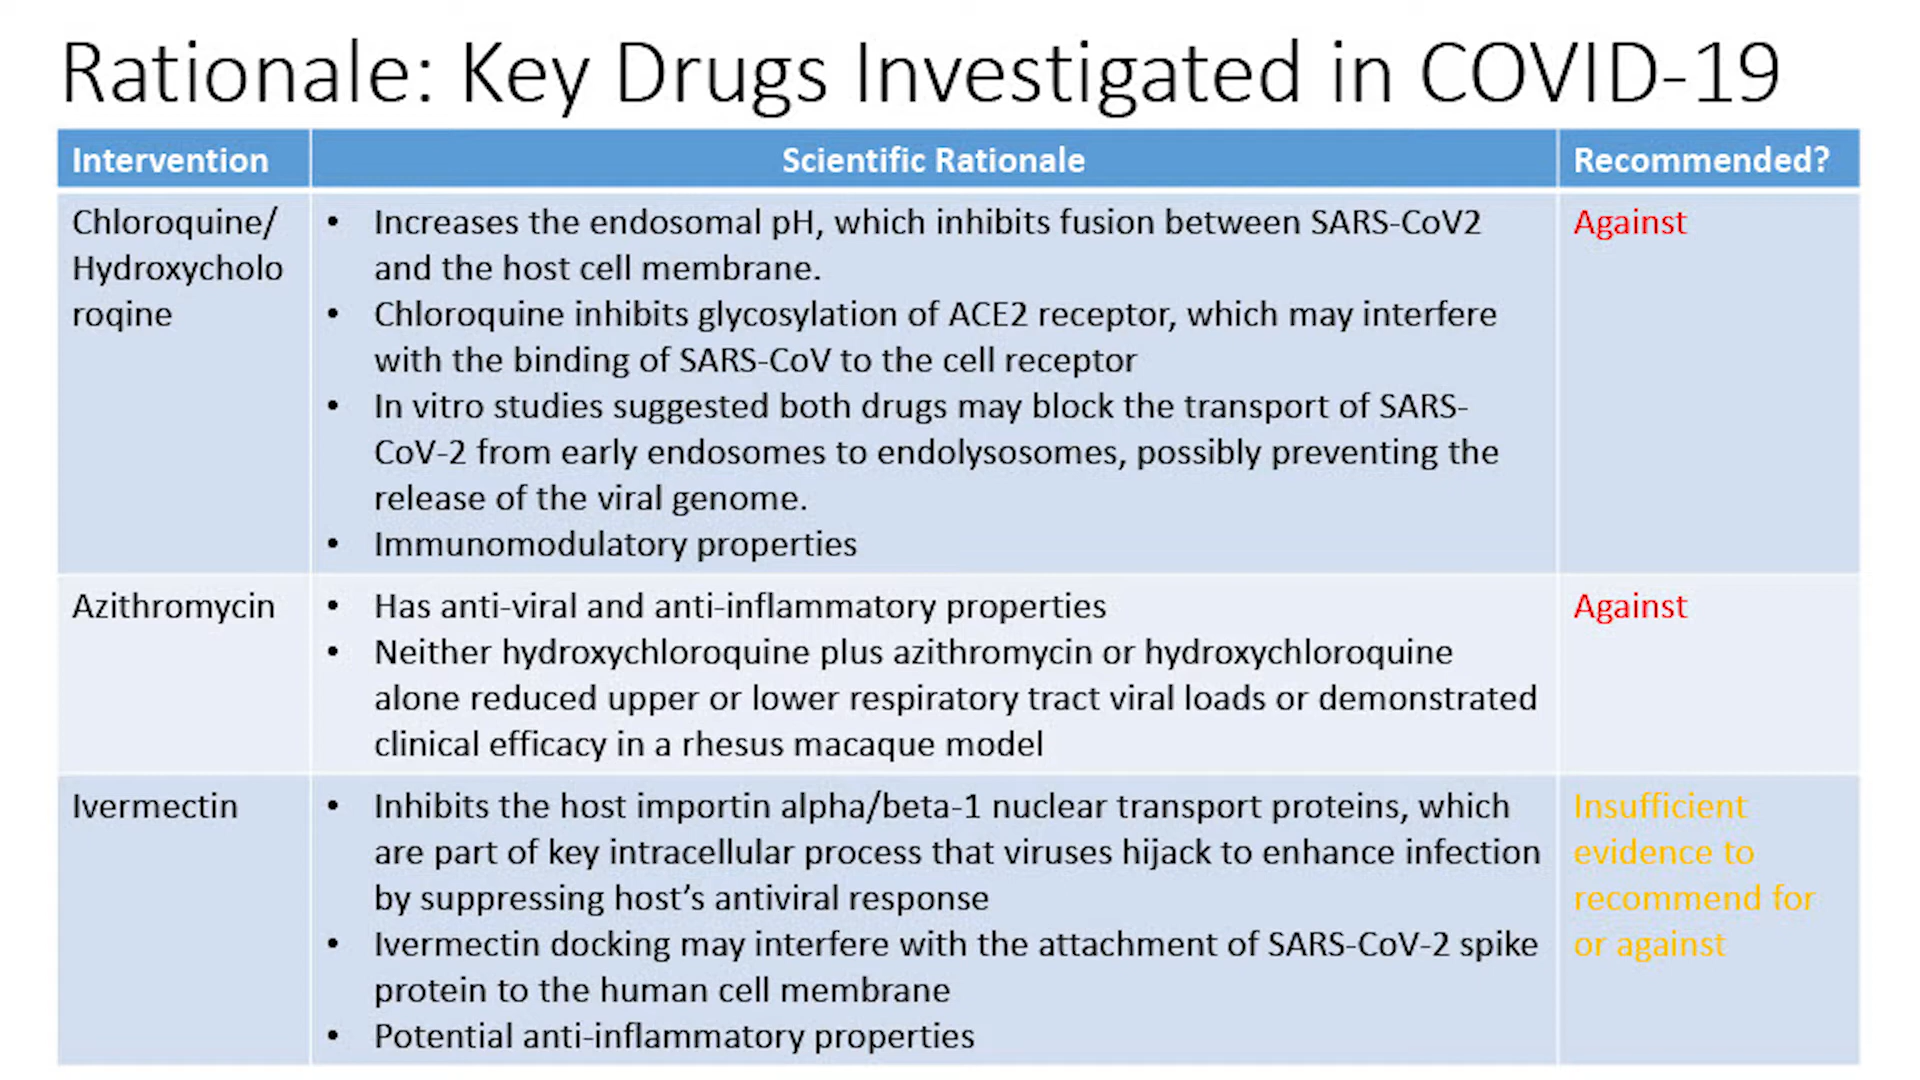 Rationale: Key Drugs Investigated in COVID-19
Intervention
Scientific Rationale
Recommended?
Chloroquine/
Hydroxycholo
roqine
• Increases the endosomal pH, which inhibits fusion between SARS-CoV2
and the host cell membrane.
• Chloroquine inhibits glycosylation of ACE2 receptor, which may interfere
with the binding of SARS-CoV to the cell receptor
• In vitro studies suggested both drugs may block the transport of SARS-
CoV-2 from early endosomes to endolysosomes, possibly preventing the
release of the viral genome.
• Immunomodulatory properties
Against
Azithromycin
• Has anti-viral and anti-inflammatory properties
• Neither hydroxychloroquine plus azithromycin or hydroxychloroquine
alone reduced upper or lower respiratory tract viral loads or demonstrated
clinical efficacy in a rhesus macaque model
Against
Ivermectin
• Inhibits the host importin alpha/beta-1 nuclear transport proteins, which
are part of key intracellular process that viruses hijack to enhance infection
by suppressing host’s antiviral response
• Ivermectin docking may interfere with the attachment of SARS-CoV-2 spike
protein to the human cell membrane
• Potential anti-inflammatory properties
Insufficient
evidence to
recommend for
or against